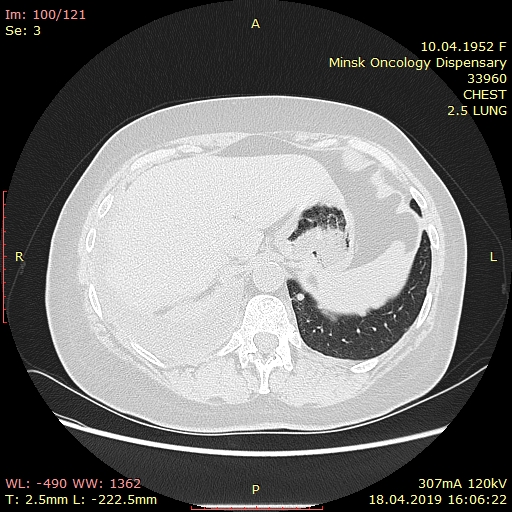 Im: 100/121
Se: 3
A
10.04.1952 F
Minsk Oncology Dispensary
33960
CHEST
2.5 LUNG
R
L
WL: -490 WW: 1362
T: 2.5mm L: -222.5mm
P
307mA 120kV
18.04.2019 16:06:22